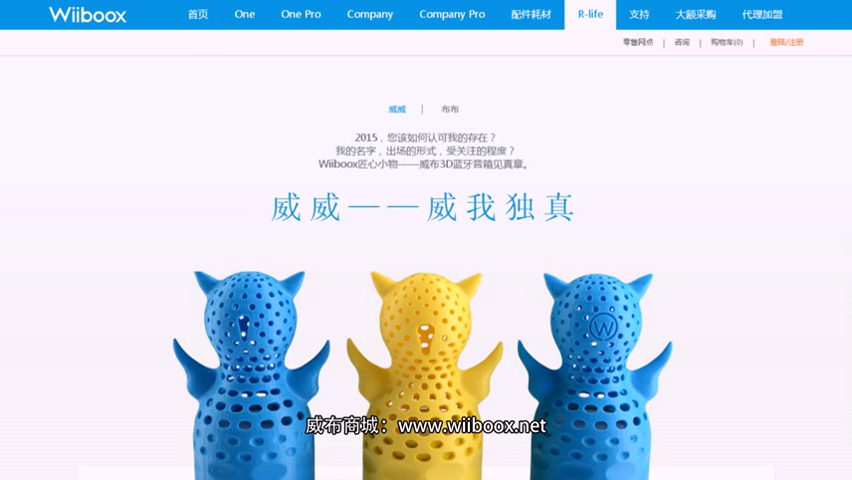 Wiiboox 首页 One One Pro Company Company Pro 配件耗材 R-life 支持 大额采购 代理加盟
零售网点 | 咨询 | 购物车(0) | 登陆/注册
威威 | 布布
2015，您该如何认可我的存在？
我的名字，出场的形式，受关注的程度？
Wiiboox匠心小物——威布3D蓝牙音箱见真章。
威威——威我独真
W
威布商城：www.wiiboox.net